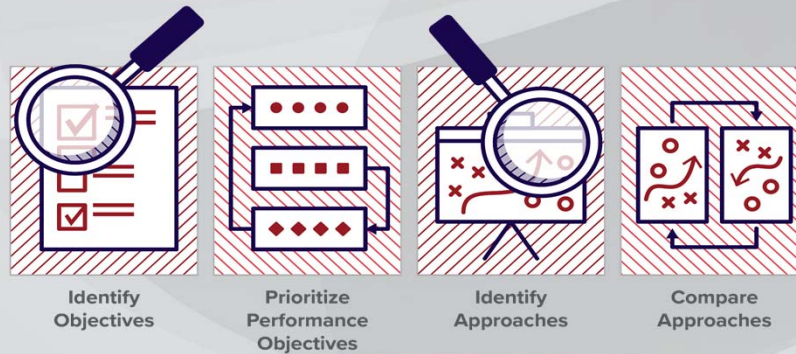 Identify
Objectives
Prioritize
Performance
Objectives
Identify
Approaches
Compare
Approaches